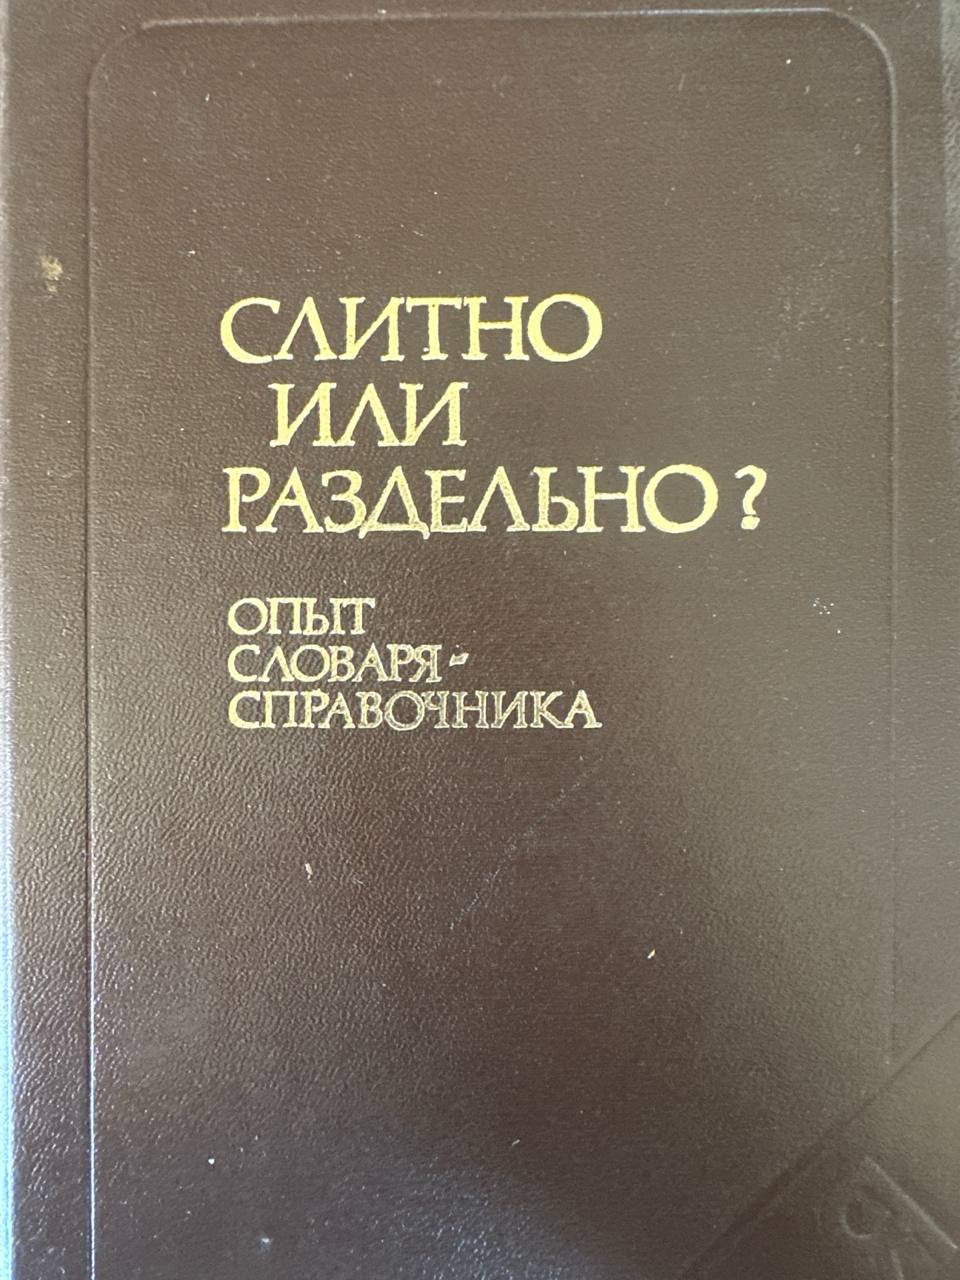 СЛИТНО
ИЛИ
РАЗДЕЛЬНО?
ОПЫТ
СЛОВАРЯ-
СПРАВОЧНИКА